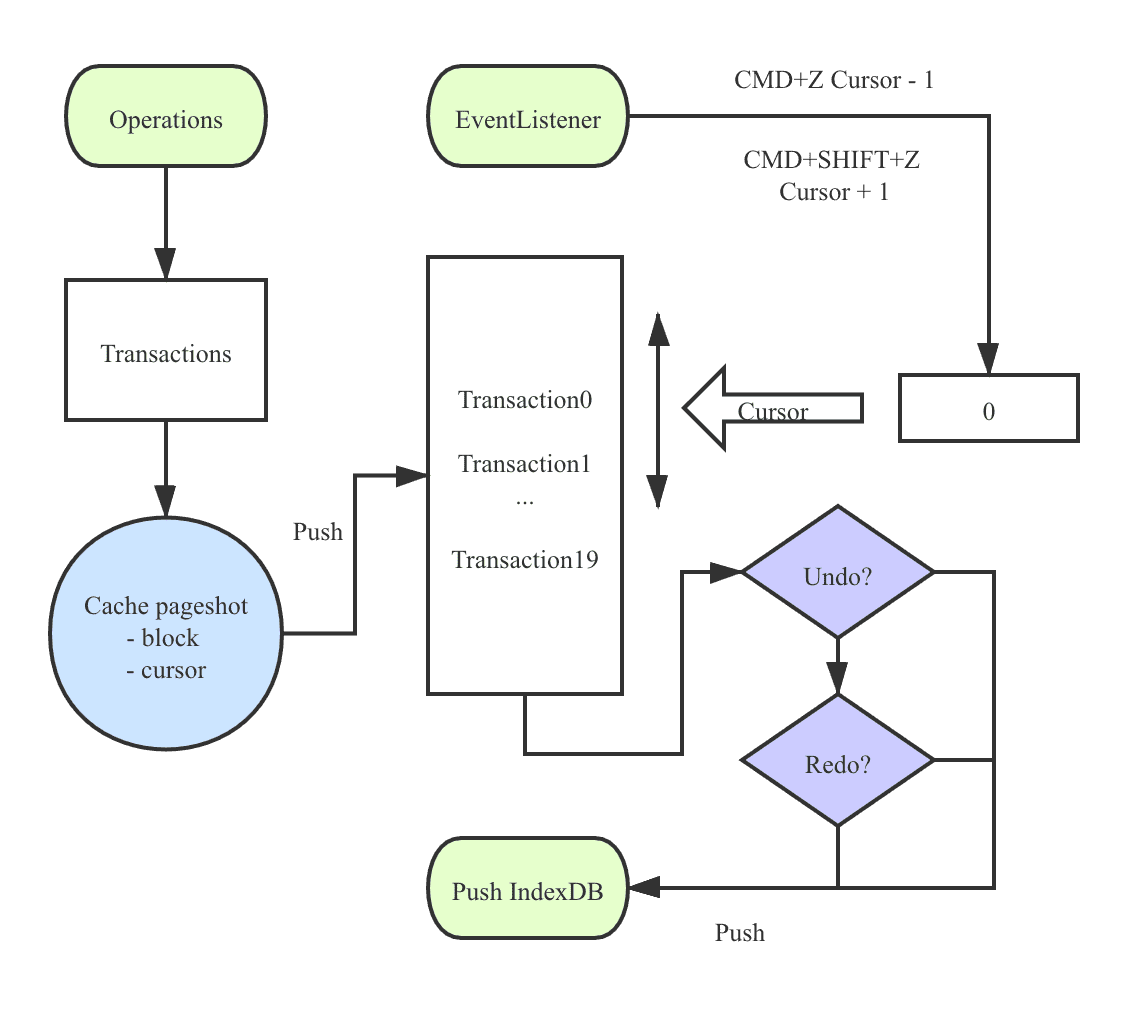 Operations
EventListener
CMD+Z Cursor - 1
CMD+SHIFT+Z
Cursor + 1
Transactions
Transaction0
Transaction1
...
Transaction19
Cursor
0
Push
Cache pageshot
- block
- cursor
Undo?
Redo?
Push IndexDB
Push